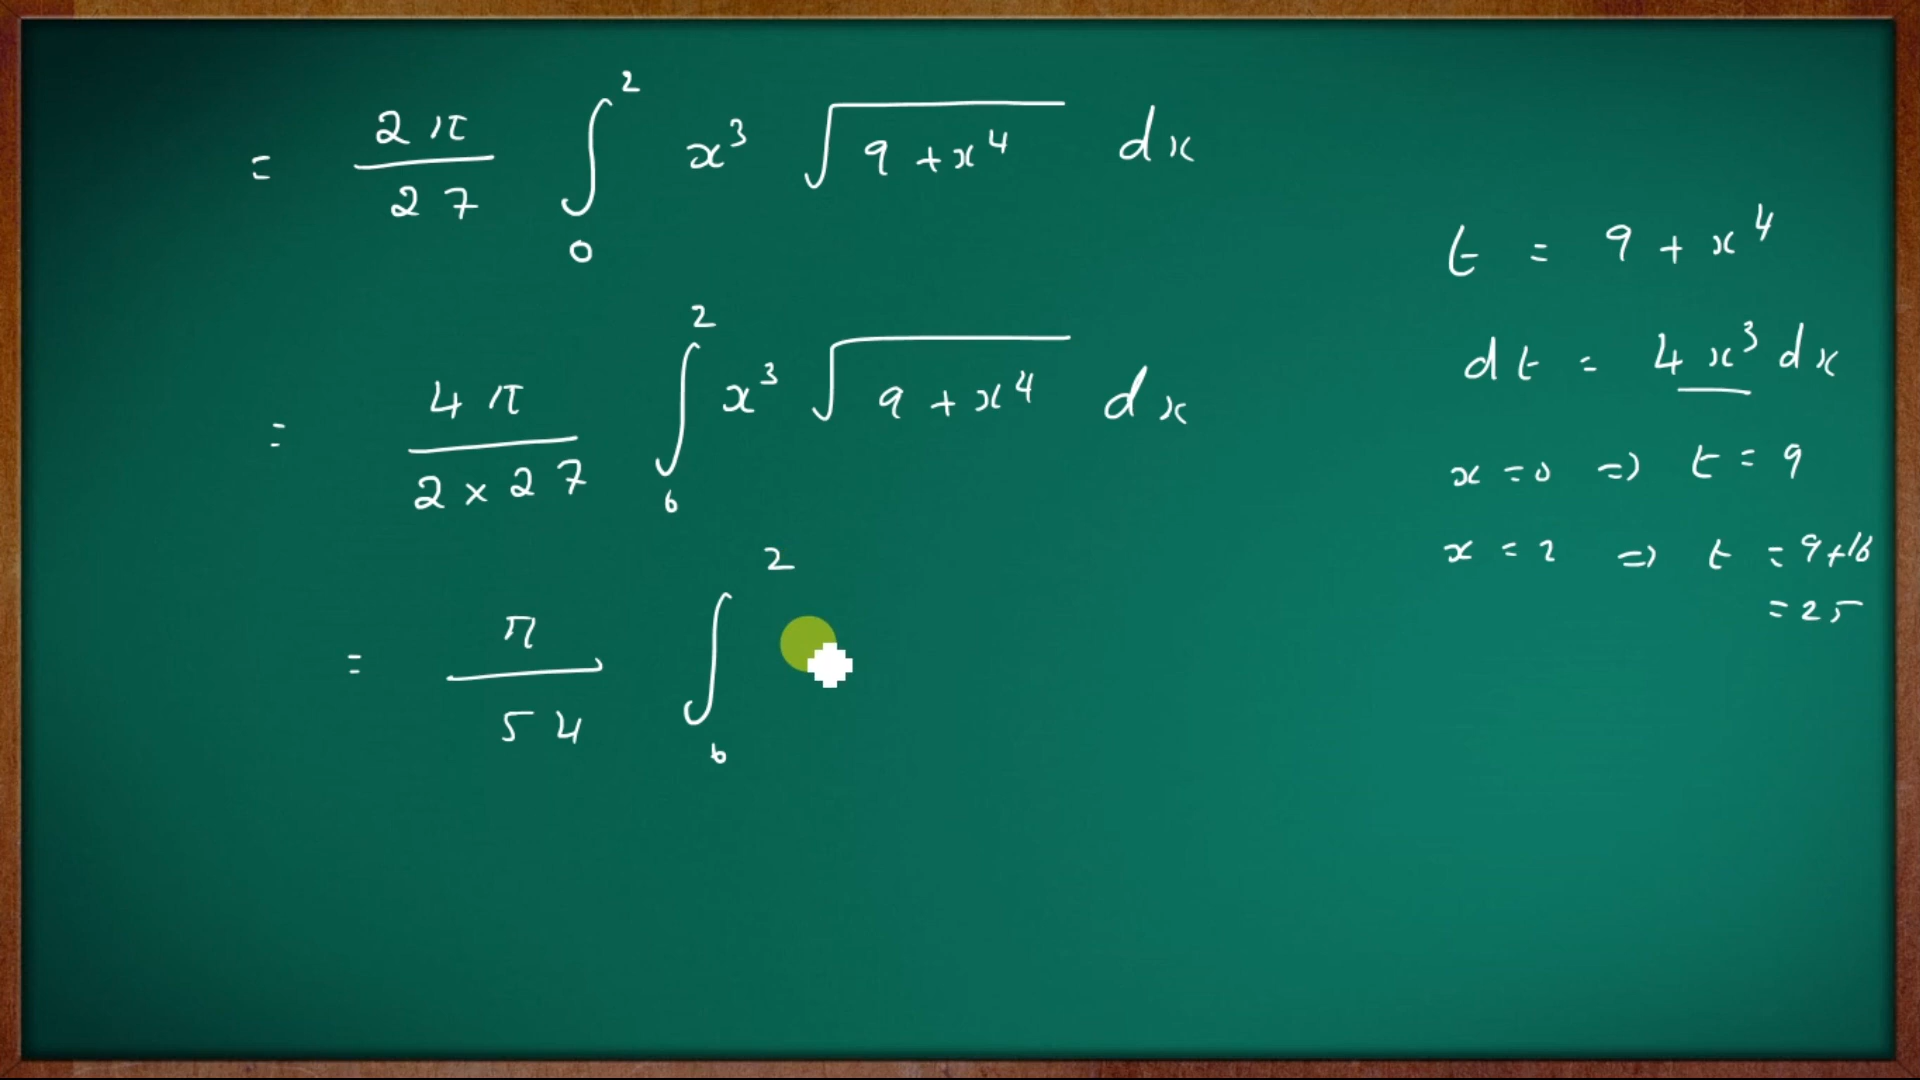 = 2π/27 ∫₀² x³ √(9 + x⁴) dx
= 4π/(2 × 27) ∫₀² x³ √(9 + x⁴) dx
= π/54 ∫₀²
t = 9 + x⁴
dt = 4x³ dx
x = 0 => t = 9
x = 2 => t = 9+16
= 25